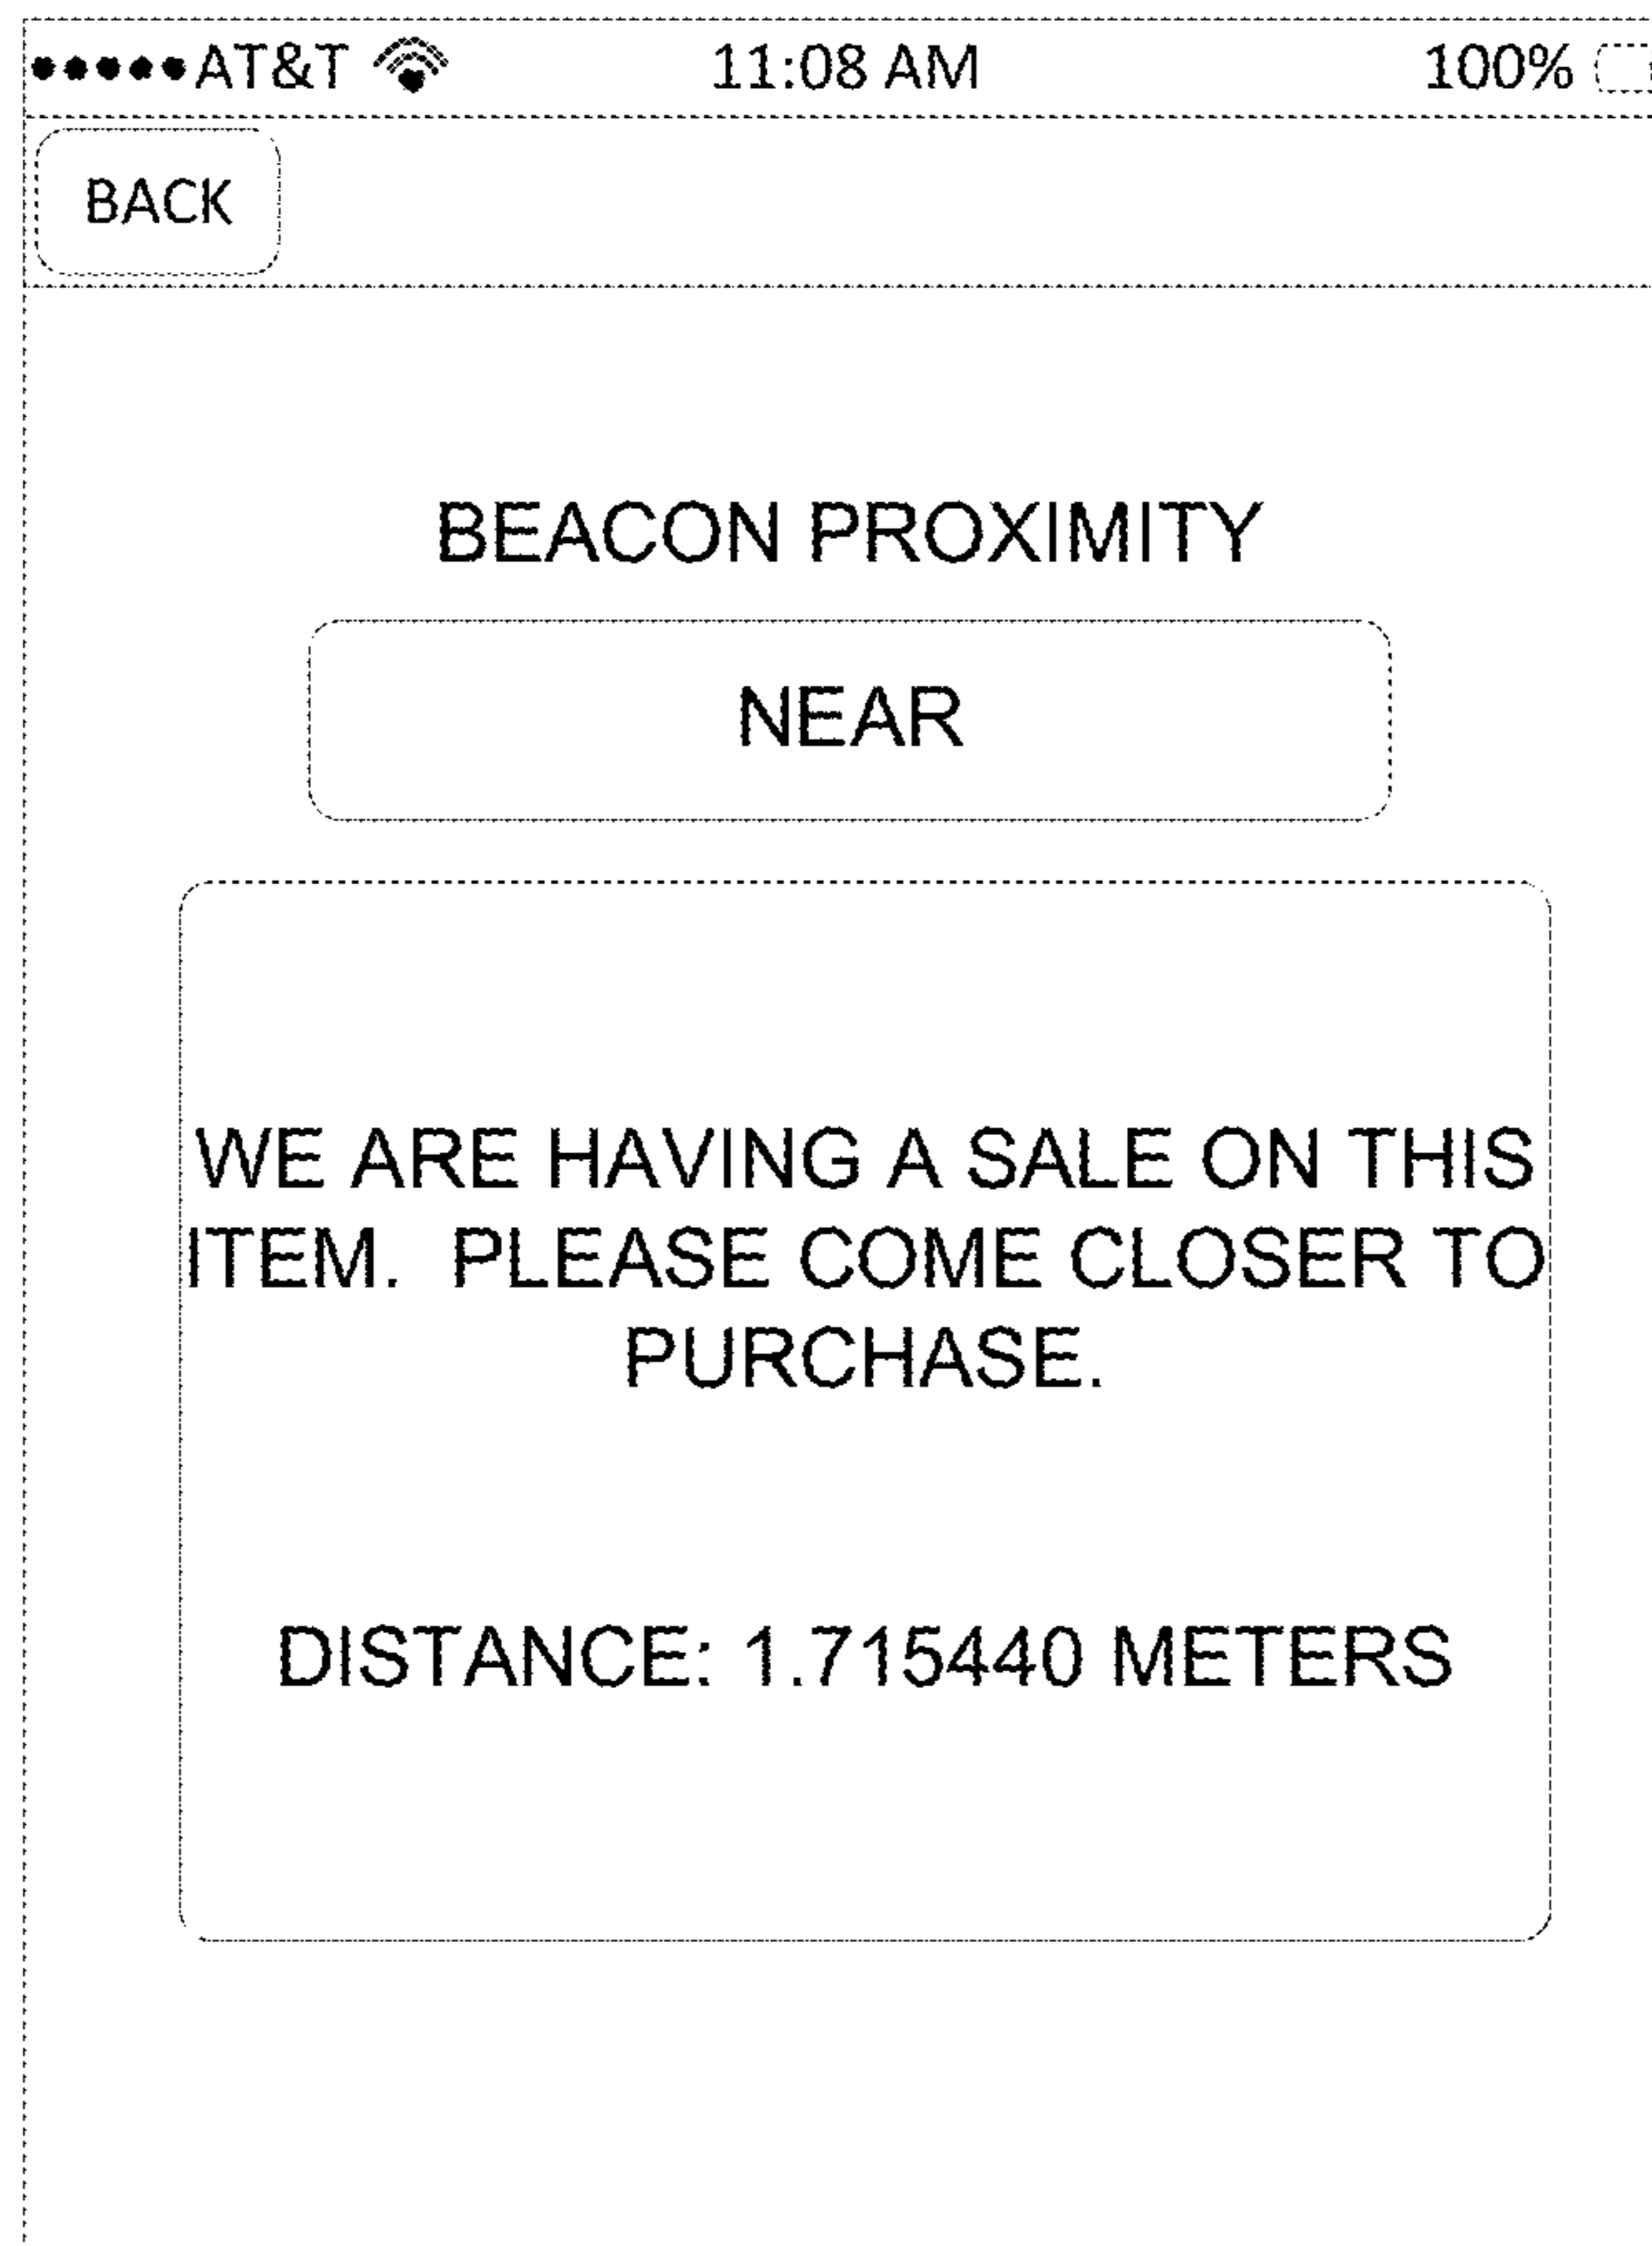 ●●●●●AT&T 11:08 AM 100%
BACK
BEACON PROXIMITY
NEAR
WE ARE HAVING A SALE ON THIS
ITEM.  PLEASE COME CLOSER TO
PURCHASE.
DISTANCE: 1.715440 METERS